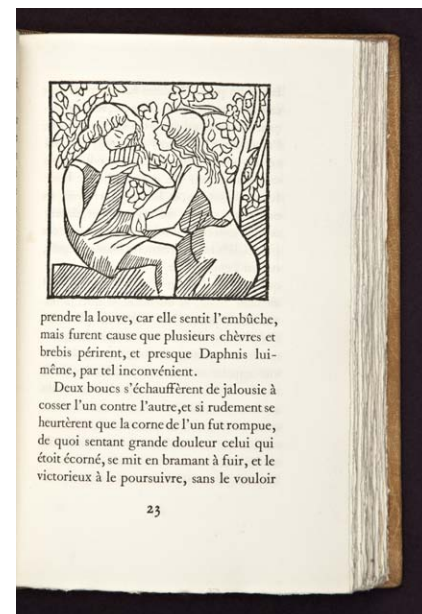 prendre la louve, car elle sentit l'embûche,
mais furent cause que plusieurs chèvres et
brebis périrent, et presque Daphnis lui-
même, par tel inconvénient.
Deux boucs s'échauffèrent de jalousie à
cosser l'un contre l'autre,et si rudement se
heurtèrent que la corne de l'un fut rompue,
de quoi sentant grande douleur celui qui
étoit écorné, se mit en bramant à fuir, et le
victorieux à le poursuivre, sans le vouloir
23